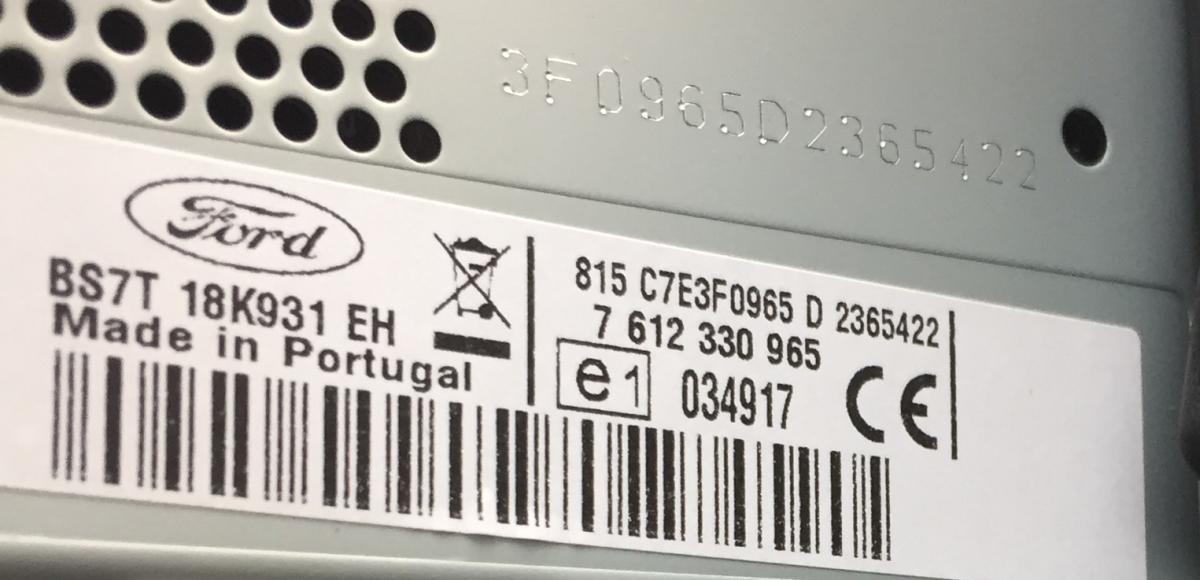 3F0965D2365422
Ford
BS7T 18K931 EH
Made in Portugal
815 C7E3F0965 D 2365422
7 612 330 965
e1 034917 CE